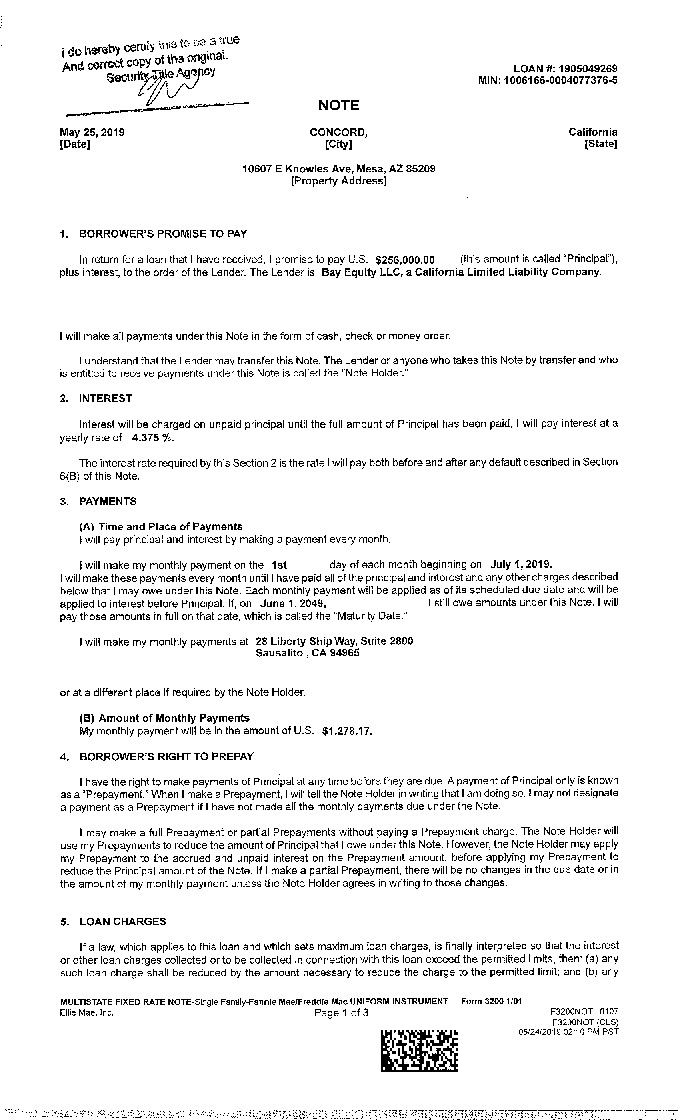 i do hereby certify this to be a true
And correct copy of the original.
Security Title Agency
LOAN #: 1905049269
MIN: 1006166-0004077376-5
NOTE
May 25, 2019 CONCORD, California
[Date] [City] [State]
10607 E Knowles Ave, Mesa, AZ 85209
[Property Address]
1. BORROWER'S PROMISE TO PAY
In return for a loan that I have received, I promise to pay U.S. $256,000.00 (this amount is called "Principal"),
plus interest, to the order of the Lender. The Lender is Bay Equity LLC, a California Limited Liability Company.
I will make all payments under this Note in the form of cash, check or money order.
I understand that the Lender may transfer this Note. The Lender or anyone who takes this Note by transfer and who
is entitled to receive payments under this Note is called the "Note Holder."
2. INTEREST
Interest will be charged on unpaid principal until the full amount of Principal has been paid. I will pay interest at a
yearly rate of 4.375 %.
The interest rate required by this Section 2 is the rate I will pay both before and after any default described in Section
6(B) of this Note.
3. PAYMENTS
(A) Time and Place of Payments
I will pay principal and interest by making a payment every month.
I will make my monthly payment on the 1st day of each month beginning on July 1, 2019.
I will make these payments every month until I have paid all of the principal and interest and any other charges described
below that I may owe under this Note. Each monthly payment will be applied as of its scheduled due date and will be
applied to interest before Principal. If, on June 1, 2049, I still owe amounts under this Note, I will
pay those amounts in full on that date, which is called the "Maturity Date."
I will make my monthly payments at 28 Liberty Ship Way, Suite 2800
Sausalito , CA 94965
or at a different place if required by the Note Holder.
(B) Amount of Monthly Payments
My monthly payment will be in the amount of U.S. $1,278.17.
4. BORROWER'S RIGHT TO PREPAY
I have the right to make payments of Principal at any time before they are due. A payment of Principal only is known
as a "Prepayment." When I make a Prepayment, I will tell the Note Holder in writing that I am doing so. I may not designate
a payment as a Prepayment if I have not made all the monthly payments due under the Note.
I may make a full Prepayment or partial Prepayments without paying a Prepayment charge. The Note Holder will
use my Prepayments to reduce the amount of Principal that I owe under this Note. However, the Note Holder may apply
my Prepayment to the accrued and unpaid interest on the Prepayment amount, before applying my Prepayment to
reduce the Principal amount of the Note. If I make a partial Prepayment, there will be no changes in the due date or in
the amount of my monthly payment unless the Note Holder agrees in writing to those changes.
5. LOAN CHARGES
If a law, which applies to this loan and which sets maximum loan charges, is finally interpreted so that the interest
or other loan charges collected or to be collected in connection with this loan exceed the permitted limits, then: (a) any
such loan charge shall be reduced by the amount necessary to reduce the charge to the permitted limit; and (b) any
MULTISTATE FIXED RATE NOTE-Single Family-Fannie Mae/Freddie Mac UNIFORM INSTRUMENT Form 3200 1/01
Ellie Mae, Inc. Page 1 of 3 F3200NOT 0107
F3200NOT (CLS)
05/24/2019 02:10 PM PST